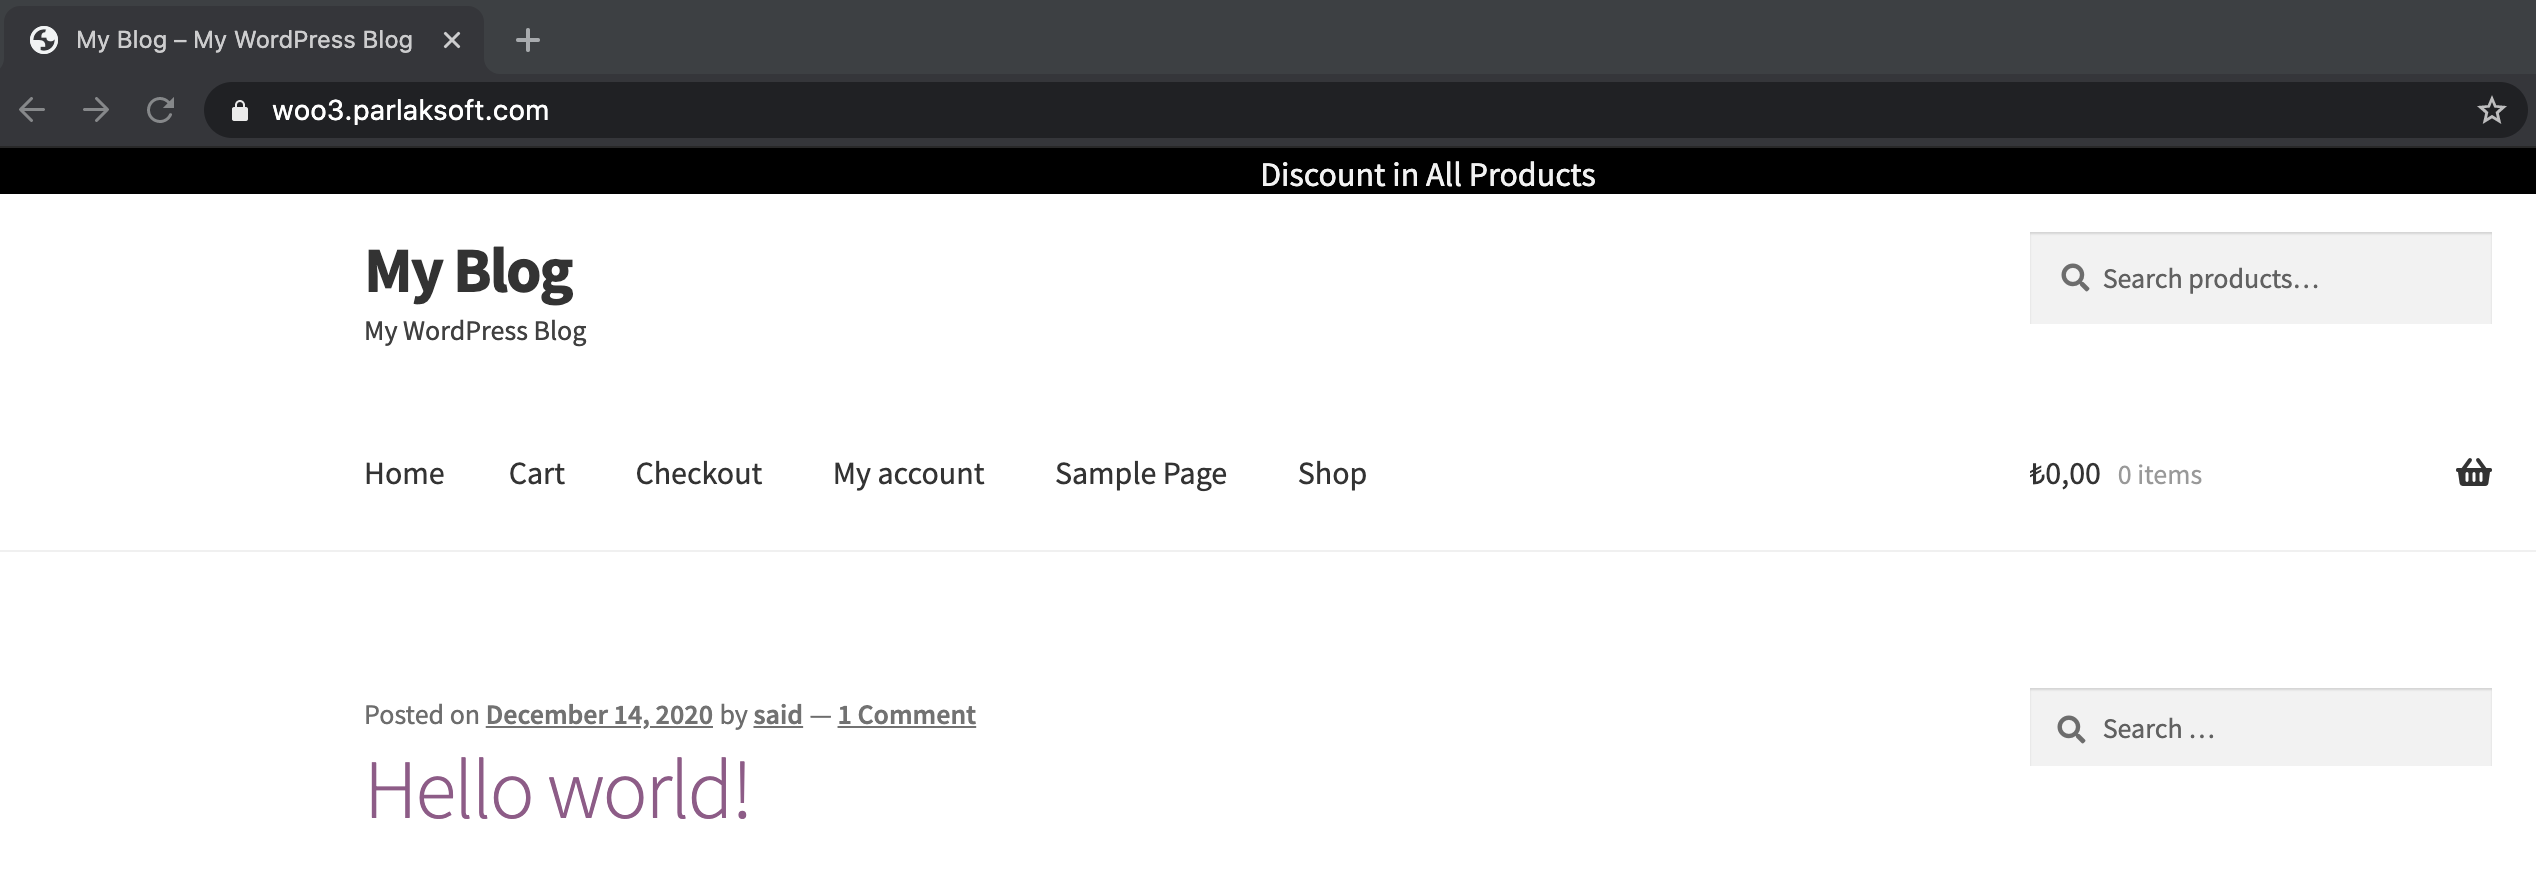 My Blog – My WordPress Blog
woo3.parlaksoft.com
Discount in All Products
My Blog
My WordPress Blog
Search products…
Home Cart Checkout My account Sample Page Shop
₺0,00 0 items
Posted on December 14, 2020 by said — 1 Comment
Hello world!
Search …